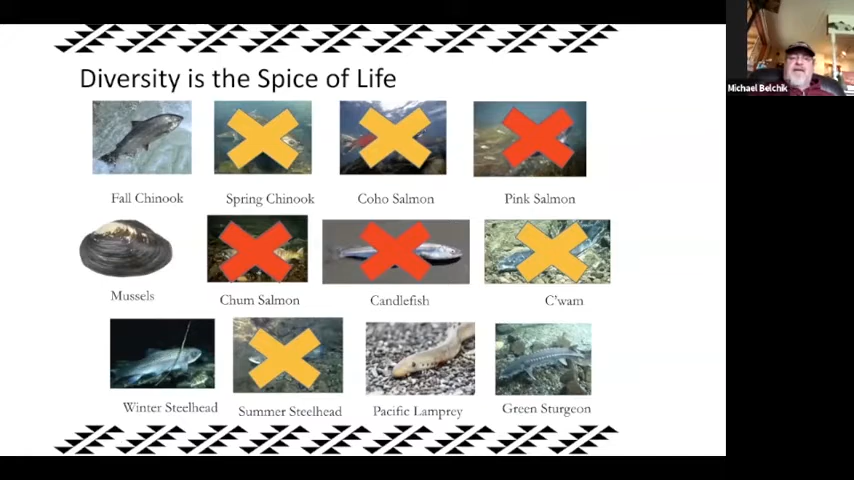 Diversity is the Spice of Life
Michael Belchik
Fall Chinook
Spring Chinook
Coho Salmon
Pink Salmon
Mussels
Chum Salmon
Candlefish
C'wam
Winter Steelhead
Summer Steelhead
Pacific Lamprey
Green Sturgeon